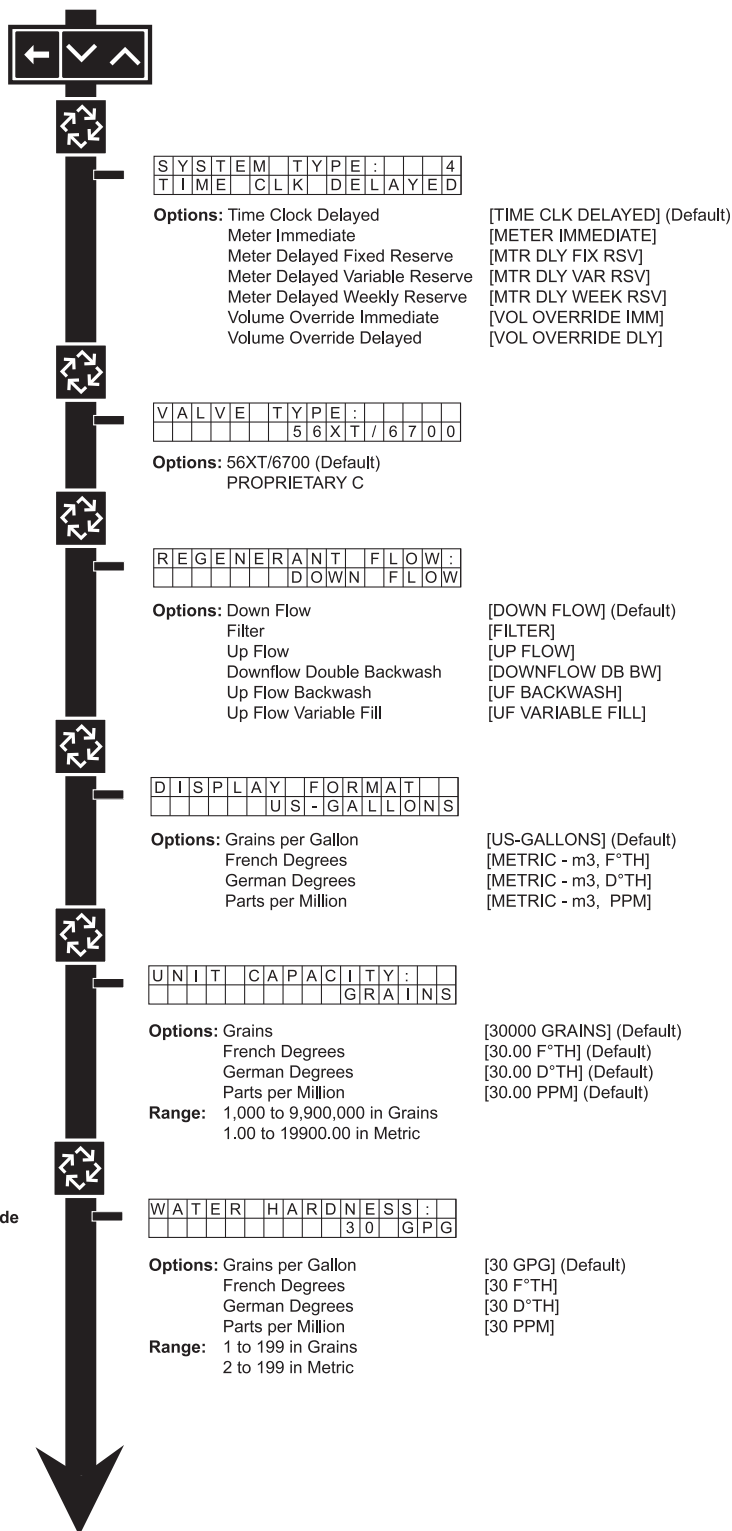 SYSTEM TYPE: 4
TIME CLK DELAYED
Options: Time Clock Delayed [TIME CLK DELAYED] (Default)
Meter Immediate [METER IMMEDIATE]
Meter Delayed Fixed Reserve [MTR DLY FIX RSV]
Meter Delayed Variable Reserve [MTR DLY VAR RSV]
Meter Delayed Weekly Reserve [MTR DLY WEEK RSV]
Volume Override Immediate [VOL OVERRIDE IMM]
Volume Override Delayed [VOL OVERRIDE DLY]
VALVE TYPE:
56XT/6700
Options: 56XT/6700 (Default)
PROPRIETARY C
REGENERANT FLOW:
DOWN FLOW
Options: Down Flow [DOWN FLOW] (Default)
Filter [FILTER]
Up Flow [UP FLOW]
Downflow Double Backwash [DOWNFLOW DB BW]
Up Flow Backwash [UF BACKWASH]
Up Flow Variable Fill [UF VARIABLE FILL]
DISPLAY FORMAT
US-GALLONS
Options: Grains per Gallon [US-GALLONS] (Default)
French Degrees [METRIC - m3, F°TH]
German Degrees [METRIC - m3, D°TH]
Parts per Million [METRIC - m3, PPM]
UNIT CAPACITY:
GRAINS
Options: Grains [30000 GRAINS] (Default)
French Degrees [30.00 F°TH] (Default)
German Degrees [30.00 D°TH] (Default)
Parts per Million [30.00 PPM] (Default)
Range: 1,000 to 9,900,000 in Grains
1.00 to 19900.00 in Metric
de
WATER HARDNESS:
30 GPG
Options: Grains per Gallon [30 GPG] (Default)
French Degrees [30 F°TH]
German Degrees [30 D°TH]
Parts per Million [30 PPM]
Range: 1 to 199 in Grains
2 to 199 in Metric